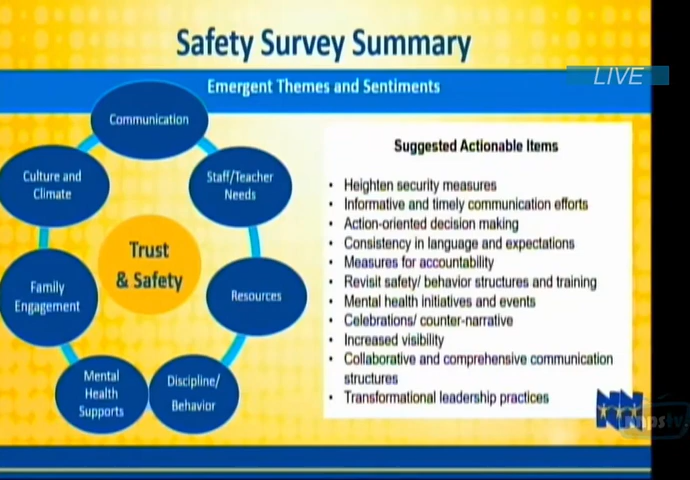 Safety Survey Summary
Emergent Themes and Sentiments
LIVE
Communication
Culture and
Climate
Staff/Teacher
Needs
Trust
& Safety
Family
Engagement
Resources
Mental
Health
Supports
Discipline/
Behavior
Suggested Actionable Items
• Heighten security measures
• Informative and timely communication efforts
• Action-oriented decision making
• Consistency in language and expectations
• Measures for accountability
• Revisit safety/ behavior structures and training
• Mental health initiatives and events
• Celebrations/ counter-narrative
• Increased visibility
• Collaborative and comprehensive communication
structures
• Transformational leadership practices
NN